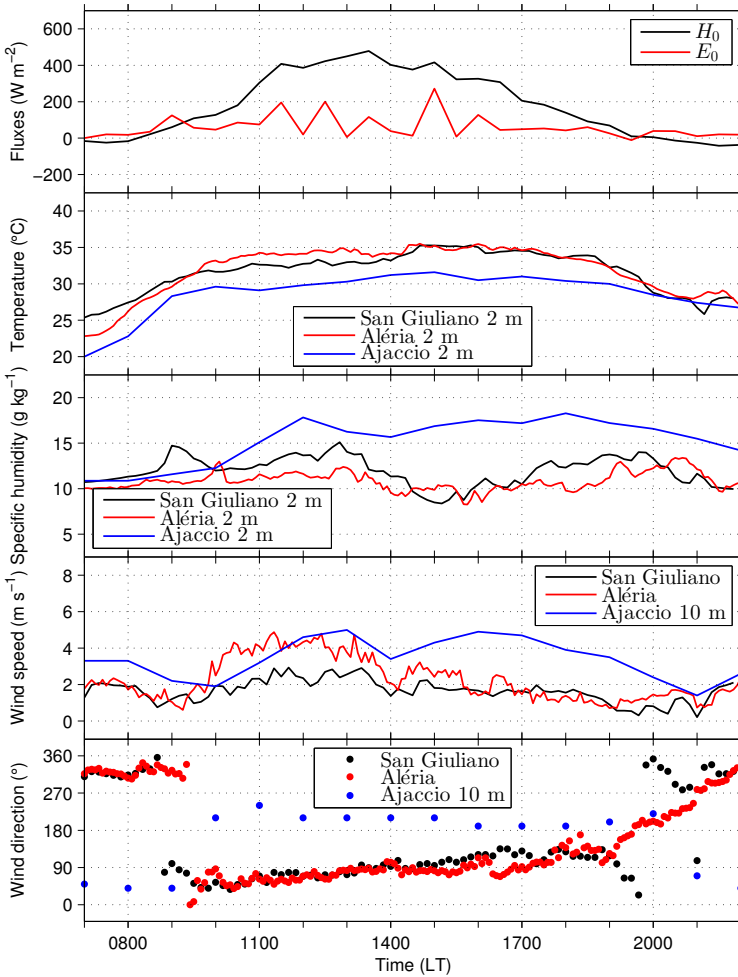 Fluxes (W m−2)
600
400
200
0
−200
H0
E0
Temperature (°C)
40
35
30
25
20
San Giuliano 2 m
Aléria 2 m
Ajaccio 2 m
Specific humidity (g kg−1)
20
15
10
5
San Giuliano 2 m
Aléria 2 m
Ajaccio 2 m
Wind speed (m s−1)
8
6
4
2
0
San Giuliano
Aléria
Ajaccio 10 m
Wind direction (°)
360
270
180
90
0
San Giuliano
Aléria
Ajaccio 10 m
0800 1100 1400 1700 2000
Time (LT)